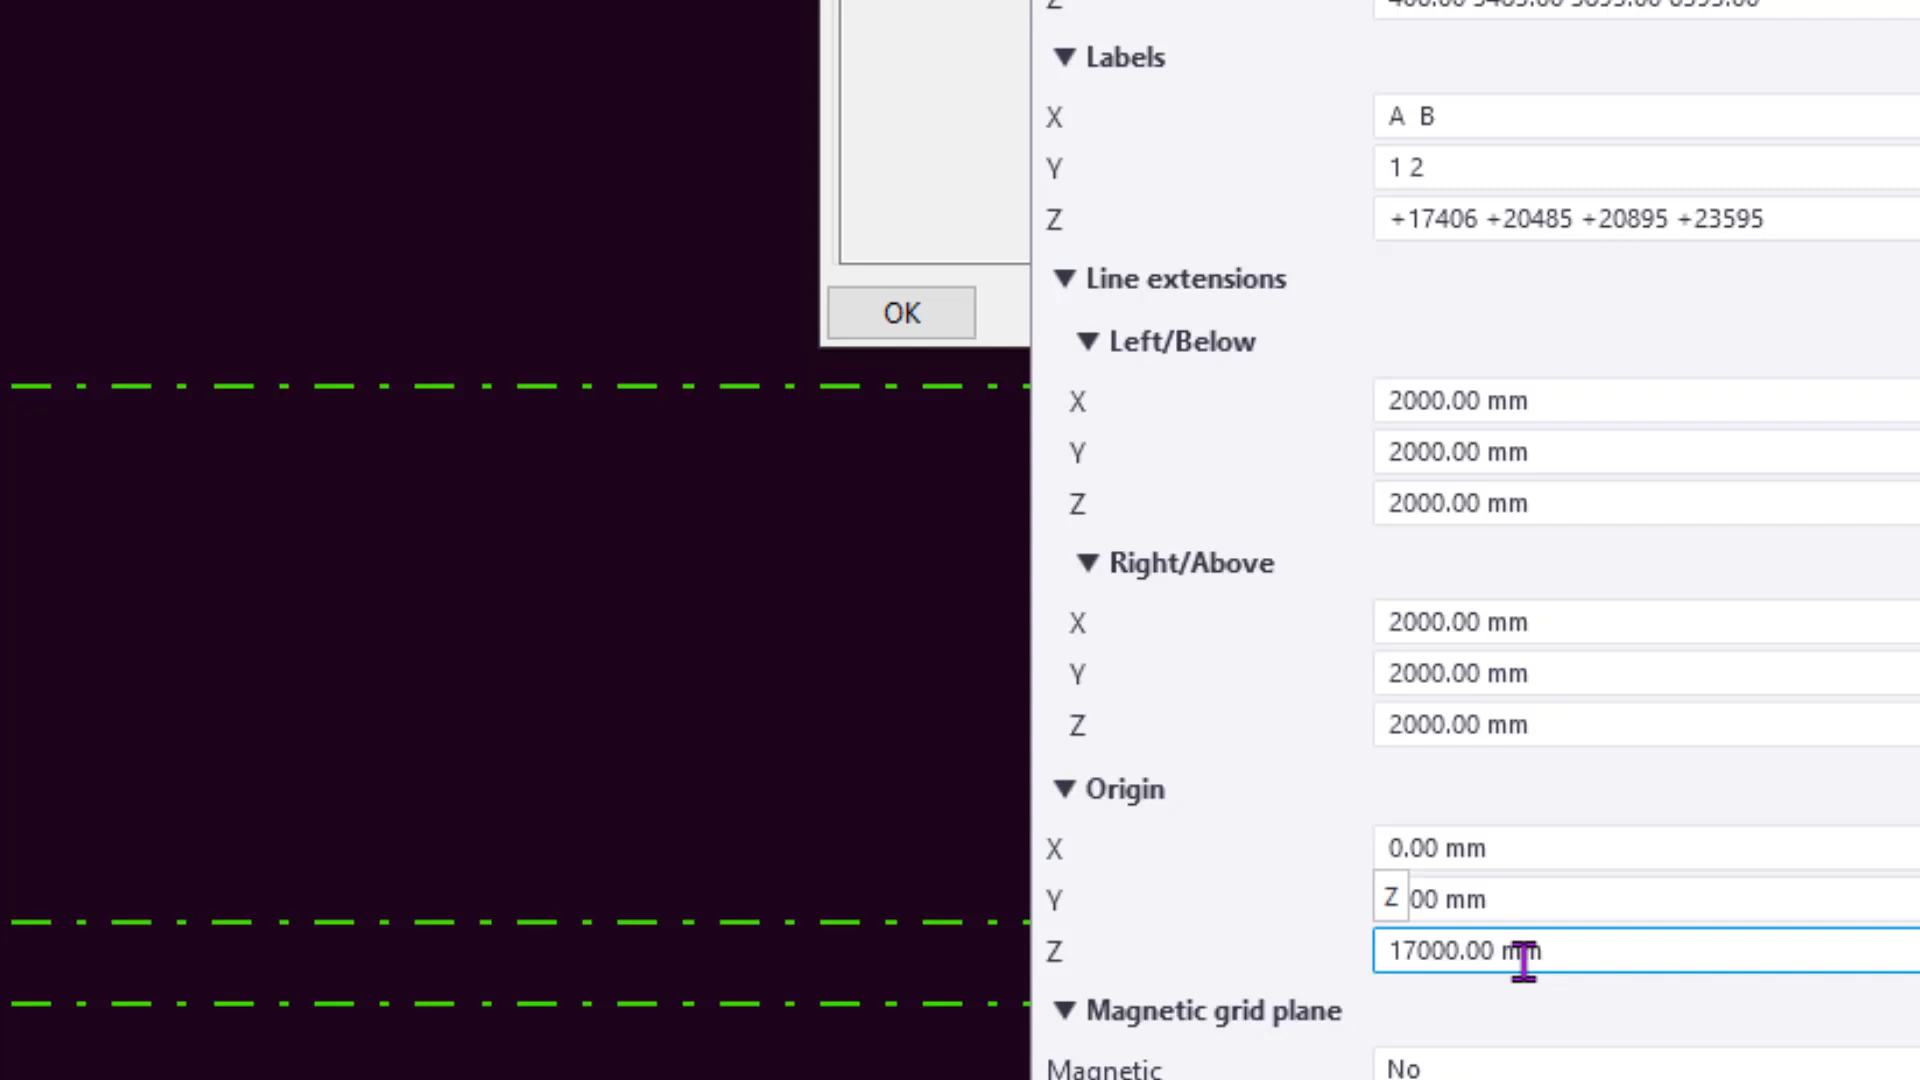 Labels
X A B
Y 1 2
Z +17406 +20485 +20895 +23595
Line extensions
OK
Left/Below
X 2000.00 mm
Y 2000.00 mm
Z 2000.00 mm
Right/Above
X 2000.00 mm
Y 2000.00 mm
Z 2000.00 mm
Origin
X 0.00 mm
Y Z 00 mm
Z 17000.00 mm
Magnetic grid plane
Magnetic No